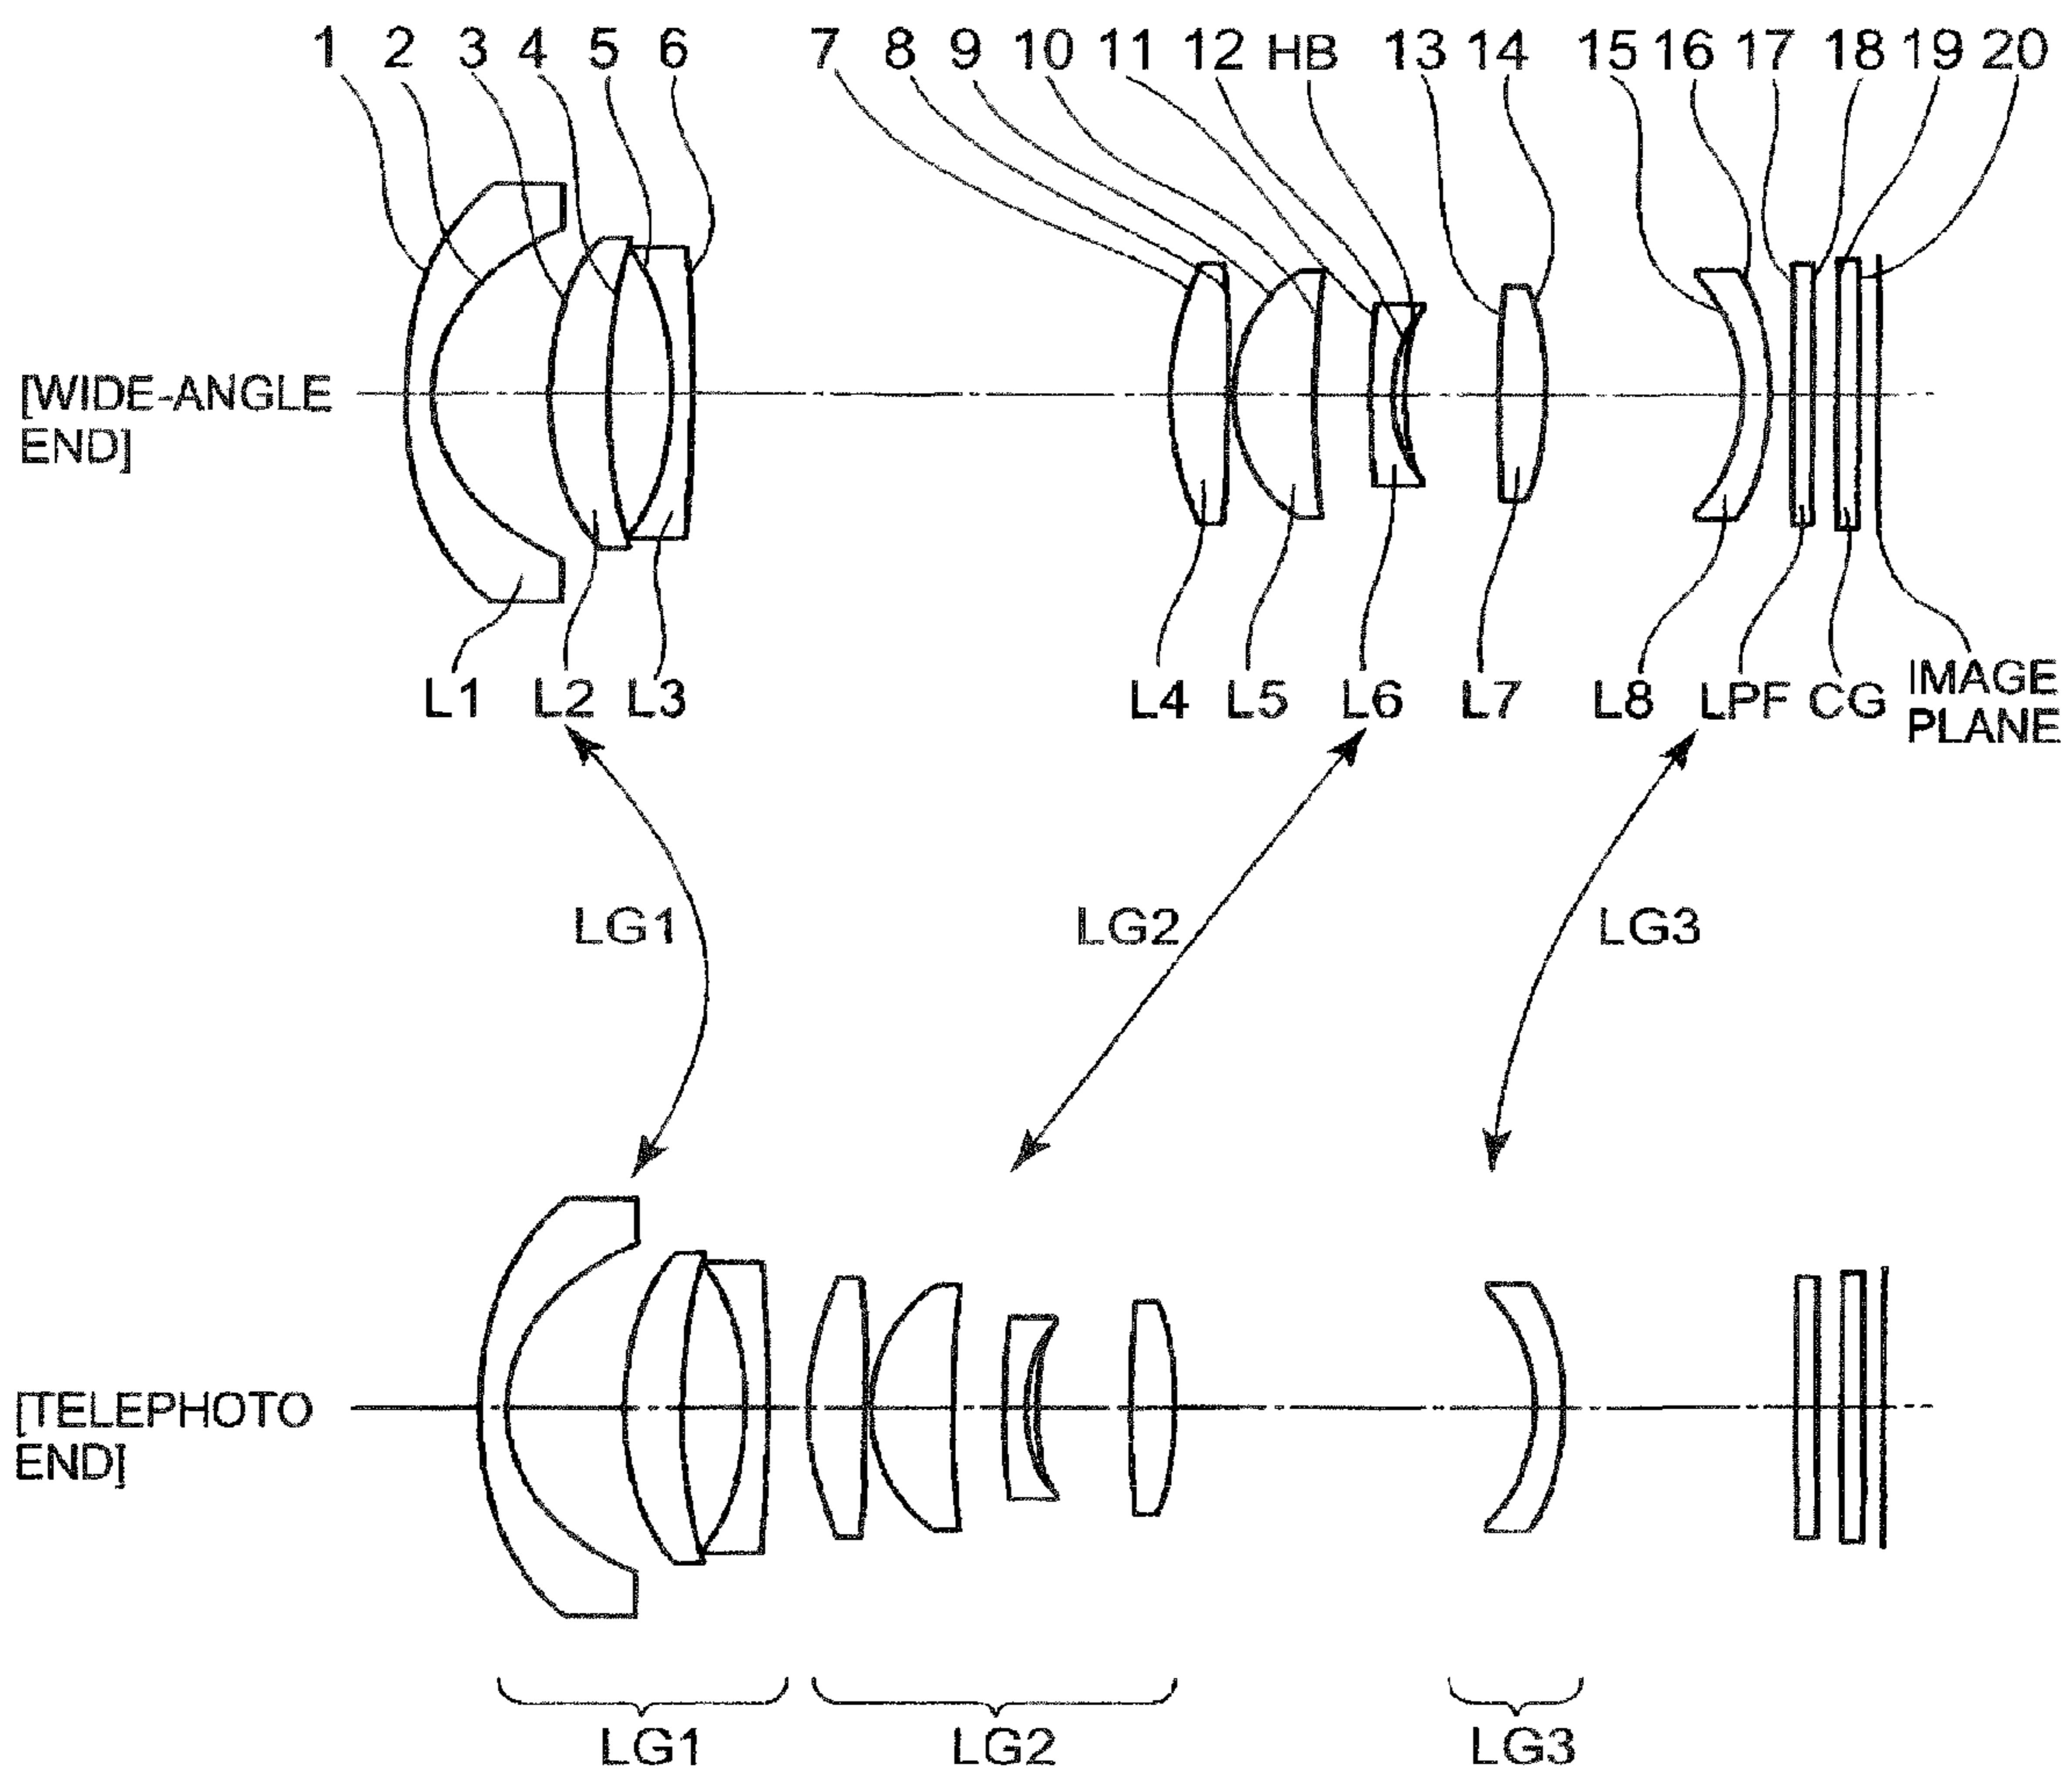 1 2 3 4 5 6 7 8 9 10 11 12 HB 13 14 15 16 17 18 19 20
[WIDE-ANGLE
END]
L1 L2 L3 L4 L5 L6 L7 L8 LPF CG IMAGE
PLANE
LG1 LG2 LG3
[TELEPHOTO
END]
LG1 LG2 LG3